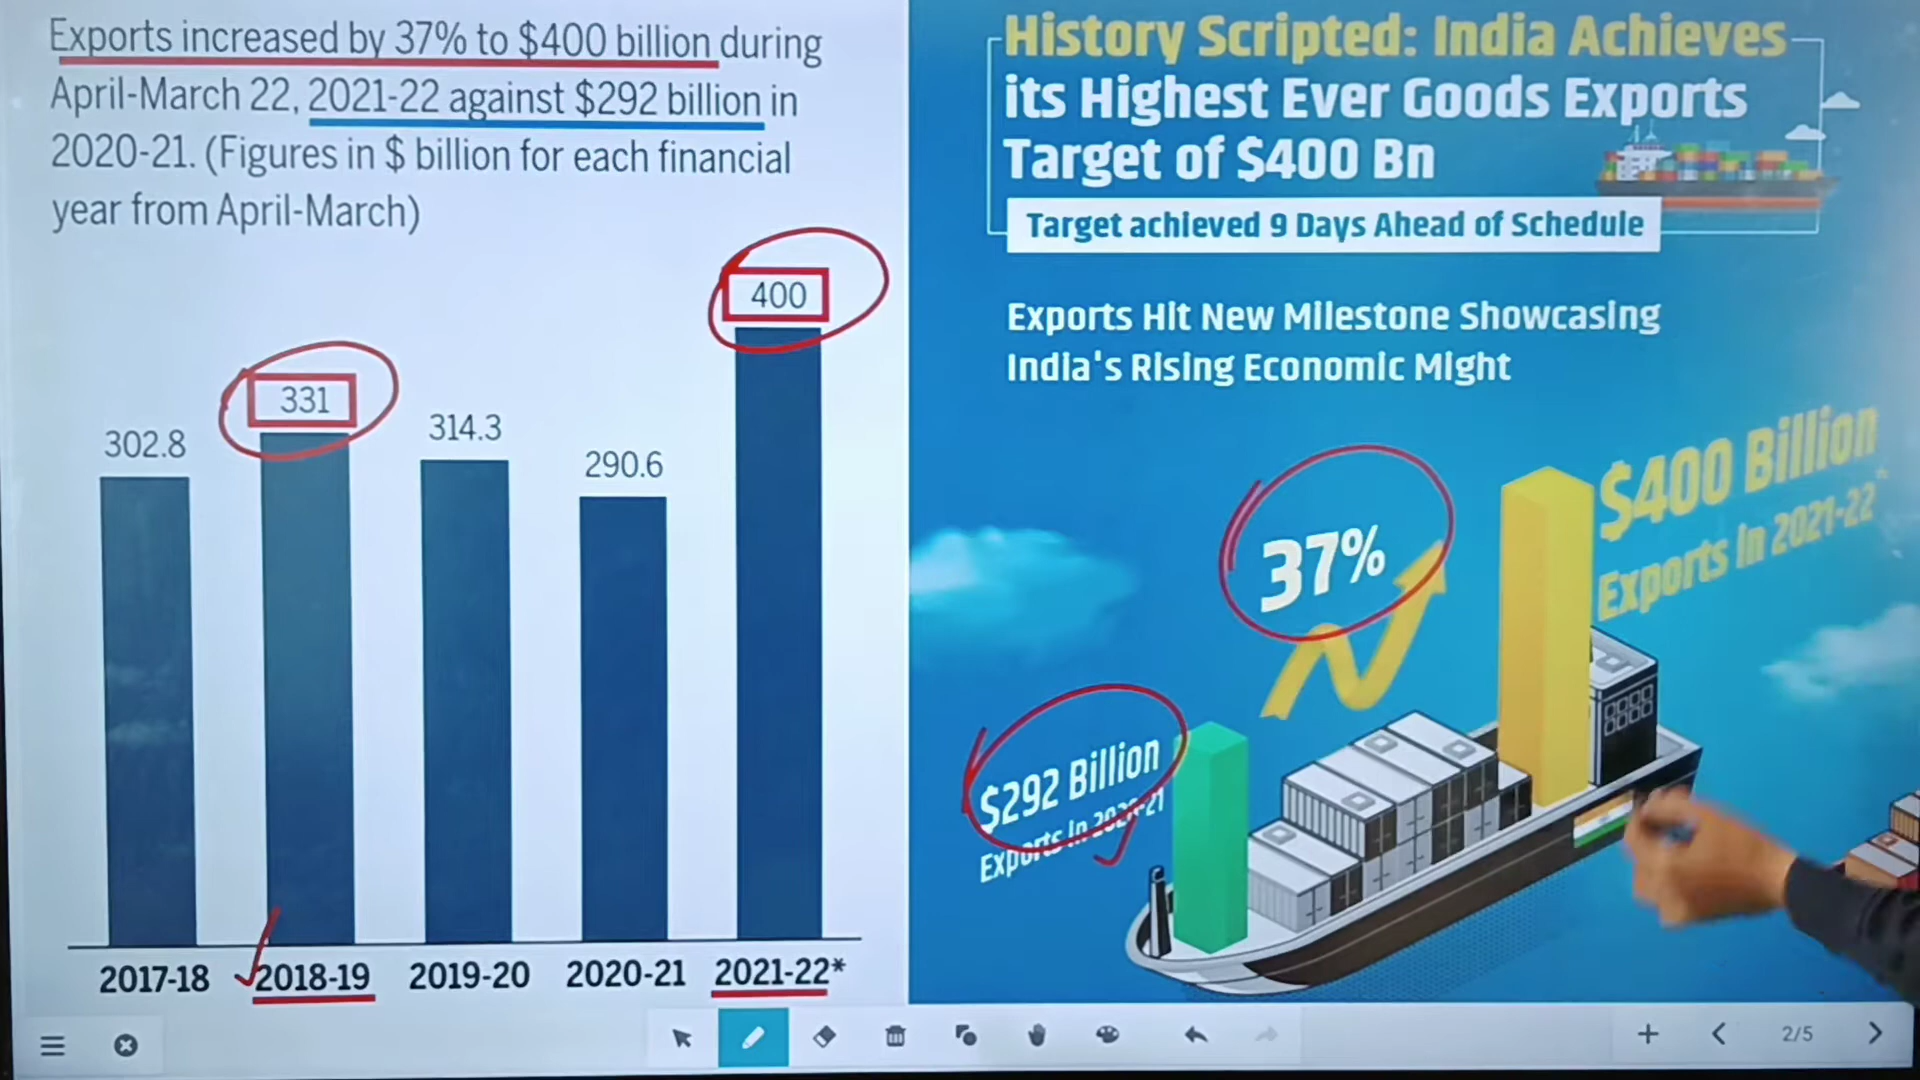 Exports increased by 37% to $400 billion during
April-March 22, 2021-22 against $292 billion in
2020-21. (Figures in $ billion for each financial
year from April-March)
302.8
331
314.3
290.6
400
2017-18
2018-19
2019-20
2020-21
2021-22*
History Scripted: India Achieves
its Highest Ever Goods Exports
Target of $400 Bn
Target achieved 9 Days Ahead of Schedule
Exports Hit New Milestone Showcasing
India's Rising Economic Might
37%
$400 Billion
Exports in 2021-22*
$292 Billion
Exports in 2020-21
2/5